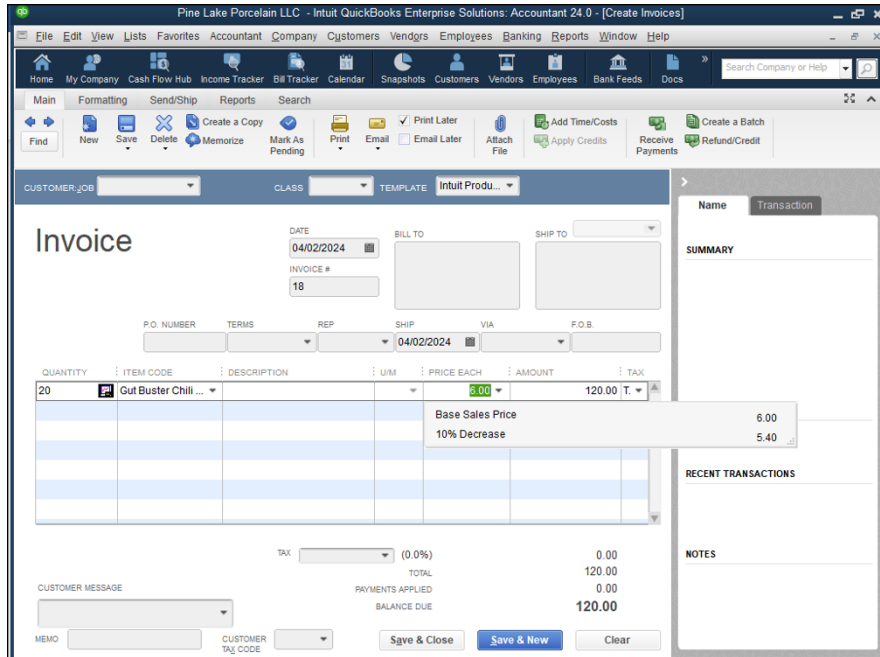 Pine Lake Porcelain LLC - Intuit QuickBooks Enterprise Solutions: Accountant 24.0 - [Create Invoices]
File Edit View Lists Favorites Accountant Company Customers Vendors Employees Banking Reports Window Help
Home My Company Cash Flow Hub Income Tracker Bill Tracker Calendar Snapshots Customers Vendors Employees Bank Feeds Docs » Search Company or Help
Main Formatting Send/Ship Reports Search
Find New Save Delete Create a Copy Memorize Mark As Pending Print Email Print Later Email Later Attach File Add Time/Costs Apply Credits Receive Payments Create a Batch Refund/Credit
CUSTOMER:JOB CLASS TEMPLATE Intuit Produ...
Name Transaction
Invoice
DATE
04/02/2024
INVOICE #
18
BILL TO
SHIP TO
SUMMARY
P.O. NUMBER TERMS REP SHIP VIA F.O.B.
04/02/2024
QUANTITY ITEM CODE DESCRIPTION U/M PRICE EACH AMOUNT TAX
20 Gut Buster Chili ... 6.00 120.00 T.
Base Sales Price 6.00
10% Decrease 5.40
RECENT TRANSACTIONS
NOTES
TAX (0.0%) 0.00
TOTAL 120.00
PAYMENTS APPLIED 0.00
BALANCE DUE 120.00
CUSTOMER MESSAGE
MEMO
CUSTOMER TAX CODE
Save & Close Save & New Clear